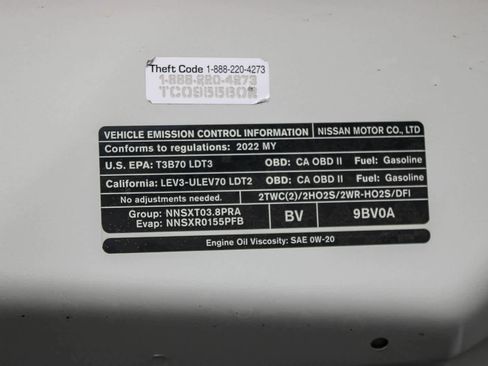 Theft Code 1-888-220-4273
1-888-220-4273
VEHICLE EMISSION CONTROL INFORMATION NISSAN MOTOR CO., LTD
Conforms to regulations: 2022 MY
U.S. EPA: T3B70 LDT3 OBD: CA OBD II Fuel: Gasoline
California: LEV3-ULEV70 LDT2 OBD: CA OBD II Fuel: Gasoline
No adjustments needed. 2TWC(2)/2HO2S/2WR-HO2S/DFI
Group: NNSXT03.8PRA BV 9BV0A
Evap: NNSXR0155PFB
Engine Oil Viscosity: SAE 0W-20